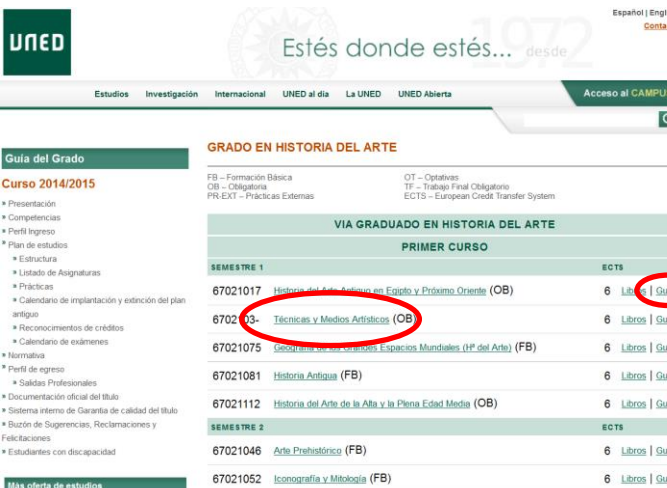 Español | Engl
Conta
UNED
Estés donde estés... desde 1972
Estudios Investigación Internacional UNED al día La UNED UNED Abierta
Acceso al CAMPU
Guía del Grado
Curso 2014/2015
» Presentación
» Competencias
» Perfil Ingreso
» Plan de estudios
» Estructura
» Listado de Asignaturas
» Prácticas
» Calendario de implantación y extinción del plan
antiguo
» Reconocimientos de créditos
» Calendario de exámenes
» Normativa
» Perfil de egreso
» Salidas Profesionales
» Documentación oficial del título
» Sistema interno de Garantía de calidad del título
» Buzón de Sugerencias, Reclamaciones y
Felicitaciones
» Estudiantes con discapacidad
Más oferta de estudios
GRADO EN HISTORIA DEL ARTE
FB – Formación Básica
OB – Obligatoria
PR-EXT – Prácticas Externas
OT – Optativas
TF – Trabajo Final Obligatorio
ECTS – European Credit Transfer System
VIA GRADUADO EN HISTORIA DEL ARTE
PRIMER CURSO
SEMESTRE 1 ECTS
67021017 Historia del Arte Antiguo en Egipto y Próximo Oriente (OB) 6 Libros | Gu
6702103- Técnicas y Medios Artísticos (OB) 6 Libros | Gu
67021075 Geografía de los Grandes Espacios Mundiales (Hª del Arte) (FB) 6 Libros | Gu
67021081 Historia Antigua (FB) 6 Libros | Gu
67021112 Historia del Arte de la Alta y la Plena Edad Media (OB) 6 Libros | Gu
SEMESTRE 2 ECTS
67021046 Arte Prehistórico (FB) 6 Libros | Gu
67021052 Iconografía y Mitología (FB) 6 Libros | Gu